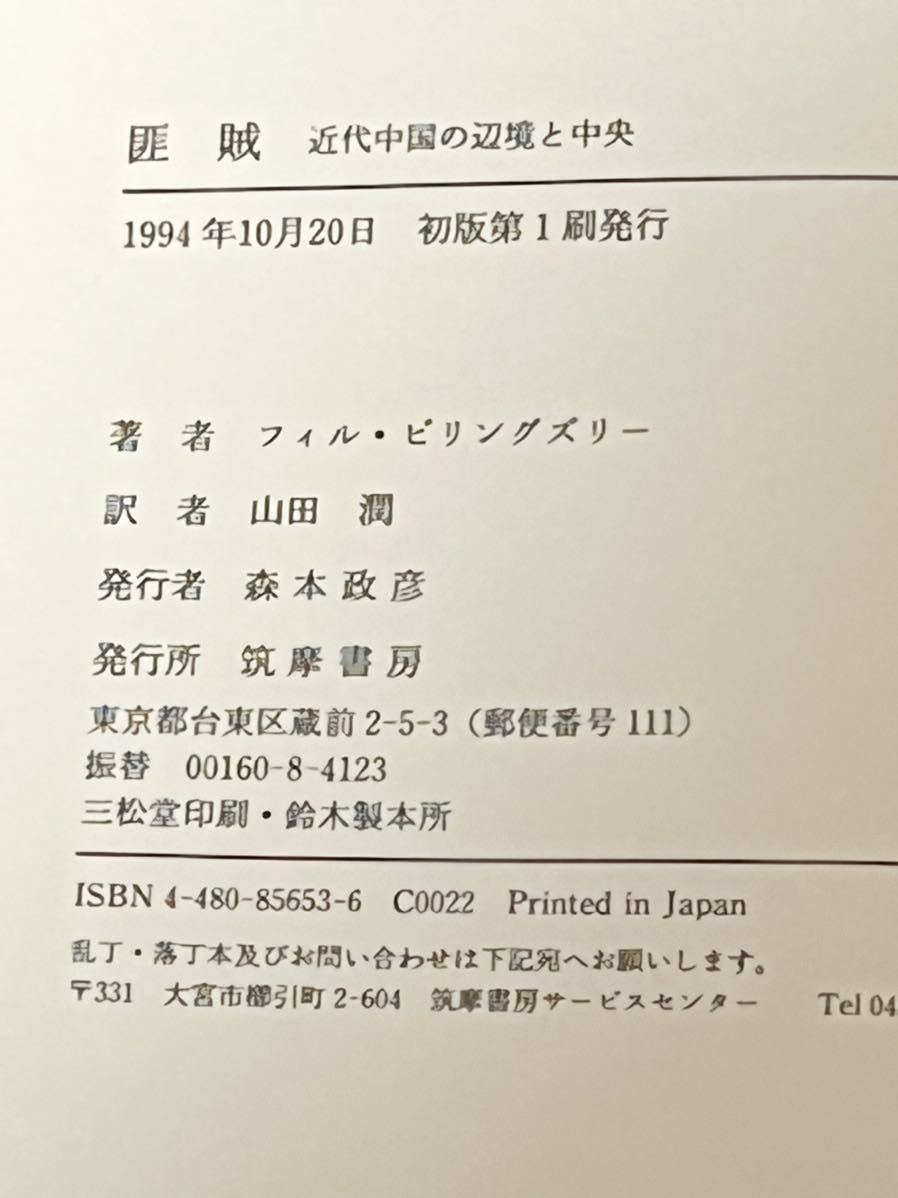 匪賊 近代中国の辺境と中央
1994年10月20日 初版第1刷発行
著者 フィル・ビリングズリー
訳者 山田 潤
発行者 森本政彦
発行所 筑摩書房
東京都台東区蔵前2-5-3（郵便番号111）
振替 00160-8-4123
三松堂印刷・鈴木製本所
ISBN 4-480-85653-6 C0022 Printed in Japan
乱丁・落丁本及びお問い合わせは下記宛へお願いします。
〒331 大宮市櫛引町2-604 筑摩書房サービスセンター Tel 04